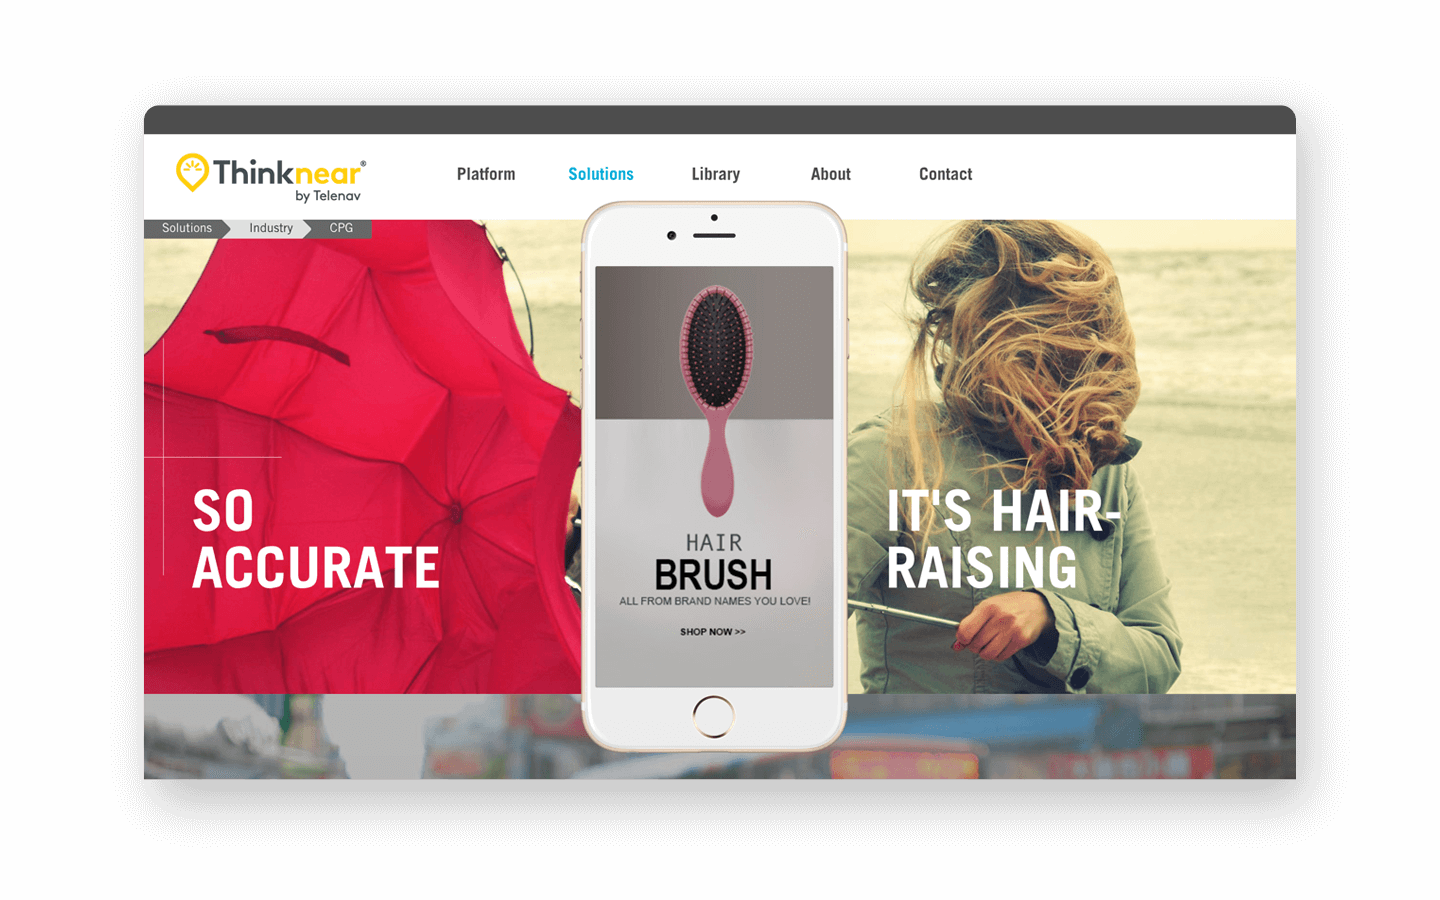 Thinknear®
by Telenav
Platform
Solutions
Library
About
Contact
Solutions
Industry
CPG
SO
ACCURATE
HAIR
BRUSH
ALL FROM BRAND NAMES YOU LOVE!
SHOP NOW >>
IT'S HAIR-
RAISING